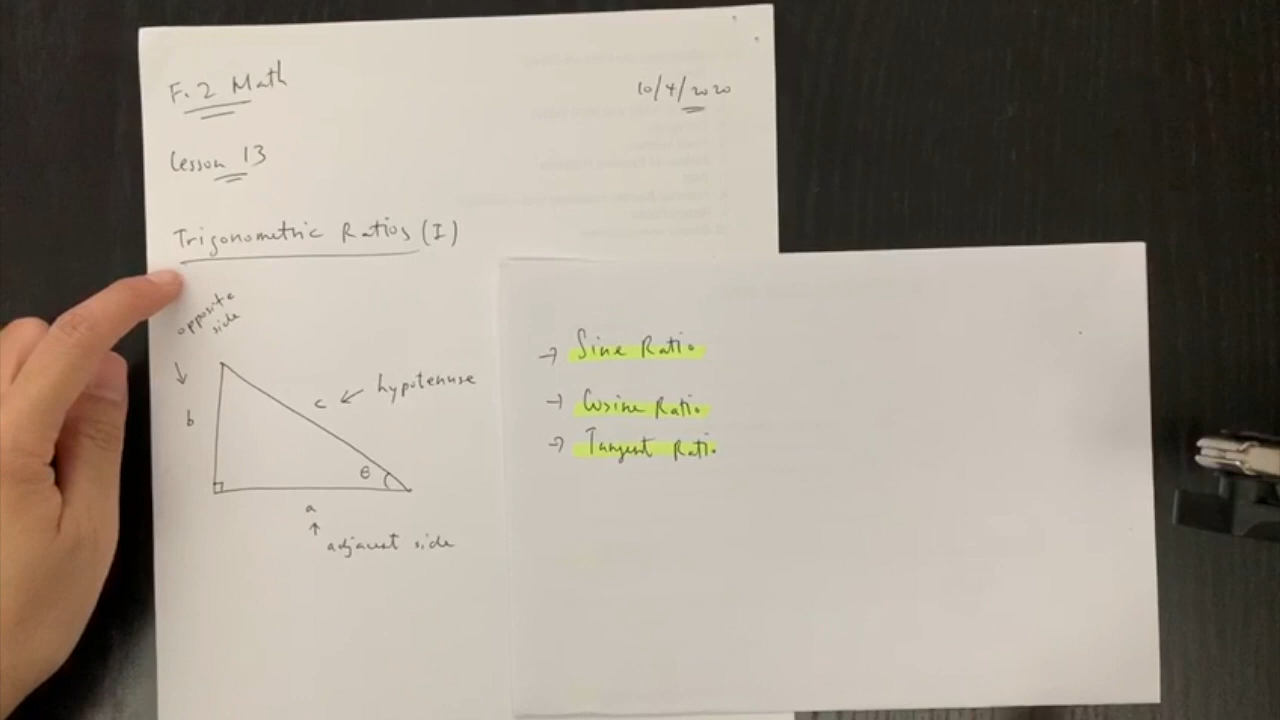 F.2 Math
10/4/2020
Lesson 13
Trigonometric Ratios (I)
opposite
side
b
c ← hypotenuse
θ
a
adjacent side
→ Sine Ratio
→ Cosine Ratio
→ Tangent Ratio